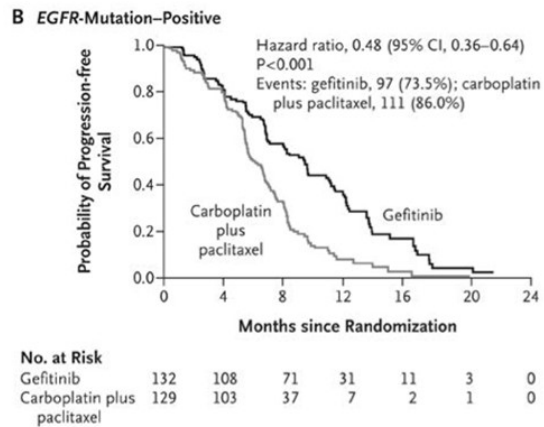 B EGFR-Mutation–Positive
Hazard ratio, 0.48 (95% CI, 0.36–0.64)
P<0.001
Events: gefitinib, 97 (73.5%); carboplatin
plus paclitaxel, 111 (86.0%)
Probability of Progression-free
Survival
1.0
0.8
0.6
0.4
0.2
0.0
Carboplatin
plus
paclitaxel
Gefitinib
0 4 8 12 16 20 24
Months since Randomization
No. at Risk
Gefitinib 132 108 71 31 11 3 0
Carboplatin plus 129 103 37 7 2 1 0
paclitaxel